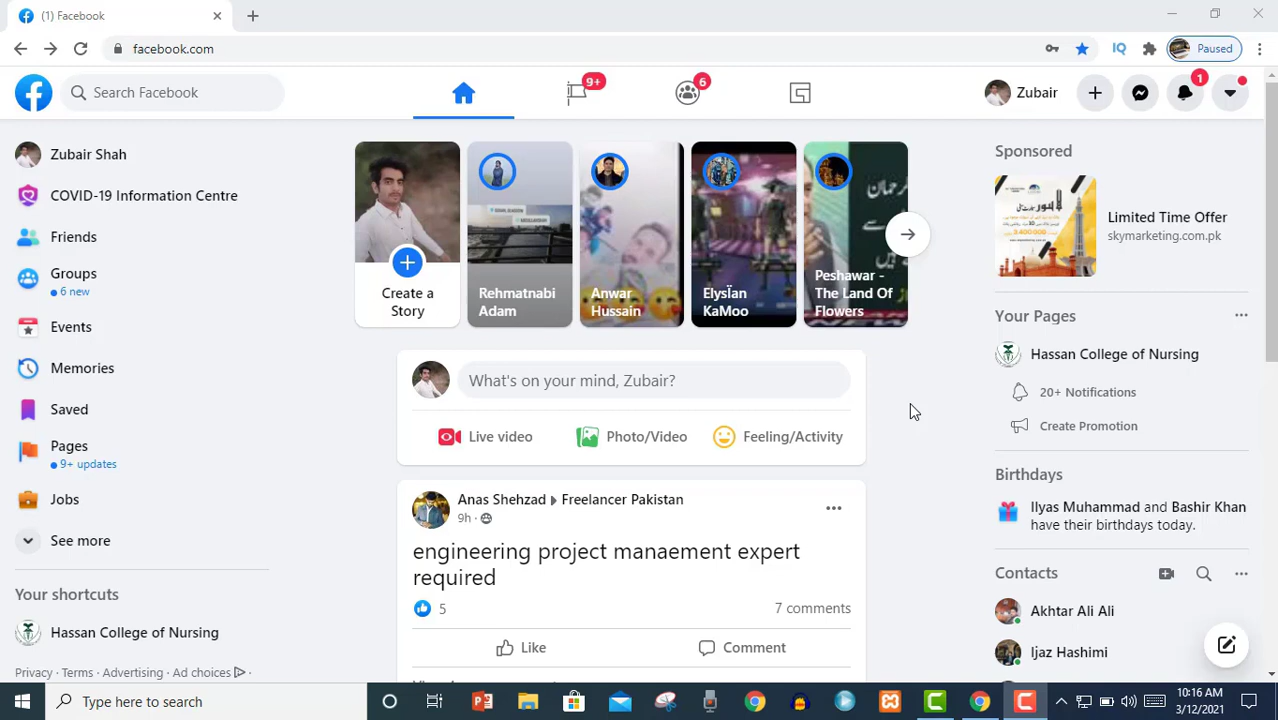 (1) Facebook
facebook.com
Paused
Search Facebook
9+
6
Zubair
1
Zubair Shah
COVID-19 Information Centre
Friends
Groups
6 new
Events
Memories
Saved
Pages
9+ updates
Jobs
See more
Your shortcuts
Hassan College of Nursing
Privacy · Terms · Advertising · Ad choices ·
Create a
Story
Rehmatnabi
Adam
Anwar
Hussain
ElysÏan
KaMoo
Peshawar -
The Land Of
Flowers
What's on your mind, Zubair?
Live video
Photo/Video
Feeling/Activity
Anas Shehzad Freelancer Pakistan
9h ·
engineering project manaement expert
required
5
7 comments
Like
Comment
Sponsored
Limited Time Offer
skymarketing.com.pk
Your Pages
Hassan College of Nursing
20+ Notifications
Create Promotion
Birthdays
Ilyas Muhammad and Bashir Khan
have their birthdays today.
Contacts
Akhtar Ali Ali
Ijaz Hashimi
Type here to search
10:16 AM
3/12/2021